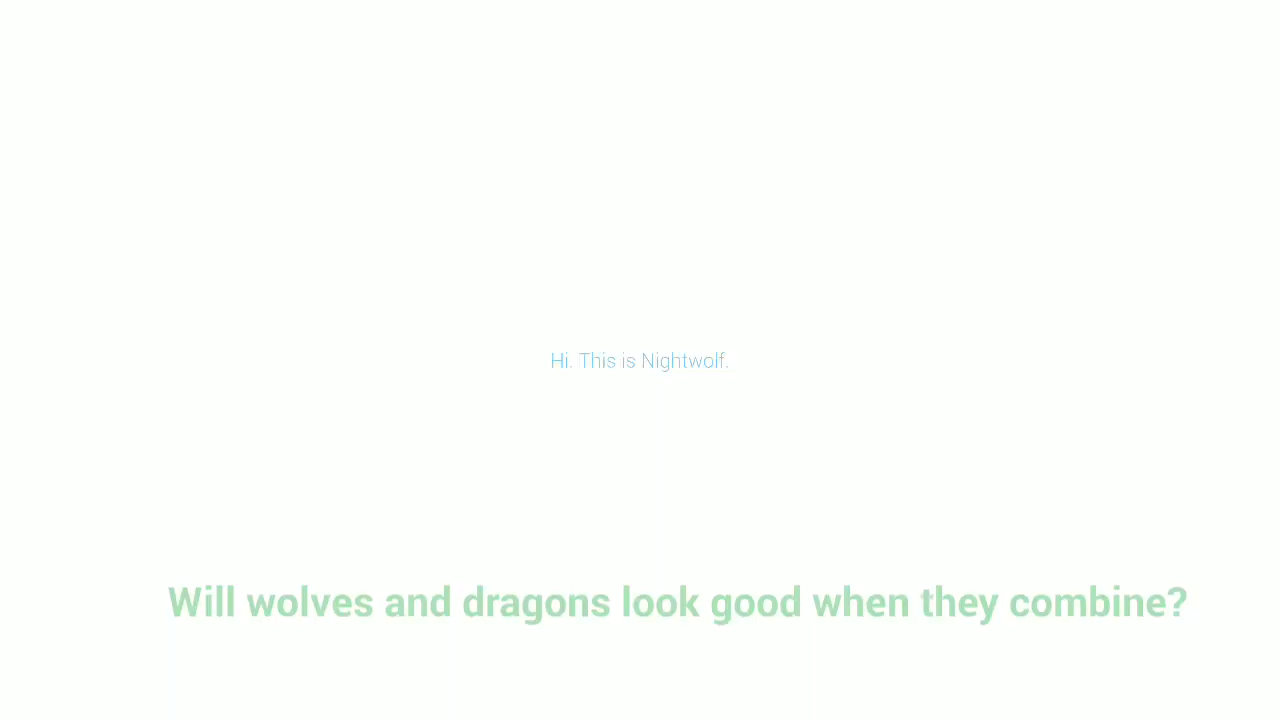 Hi. This is Nightwolf.
Will wolves and dragons look good when they combine?